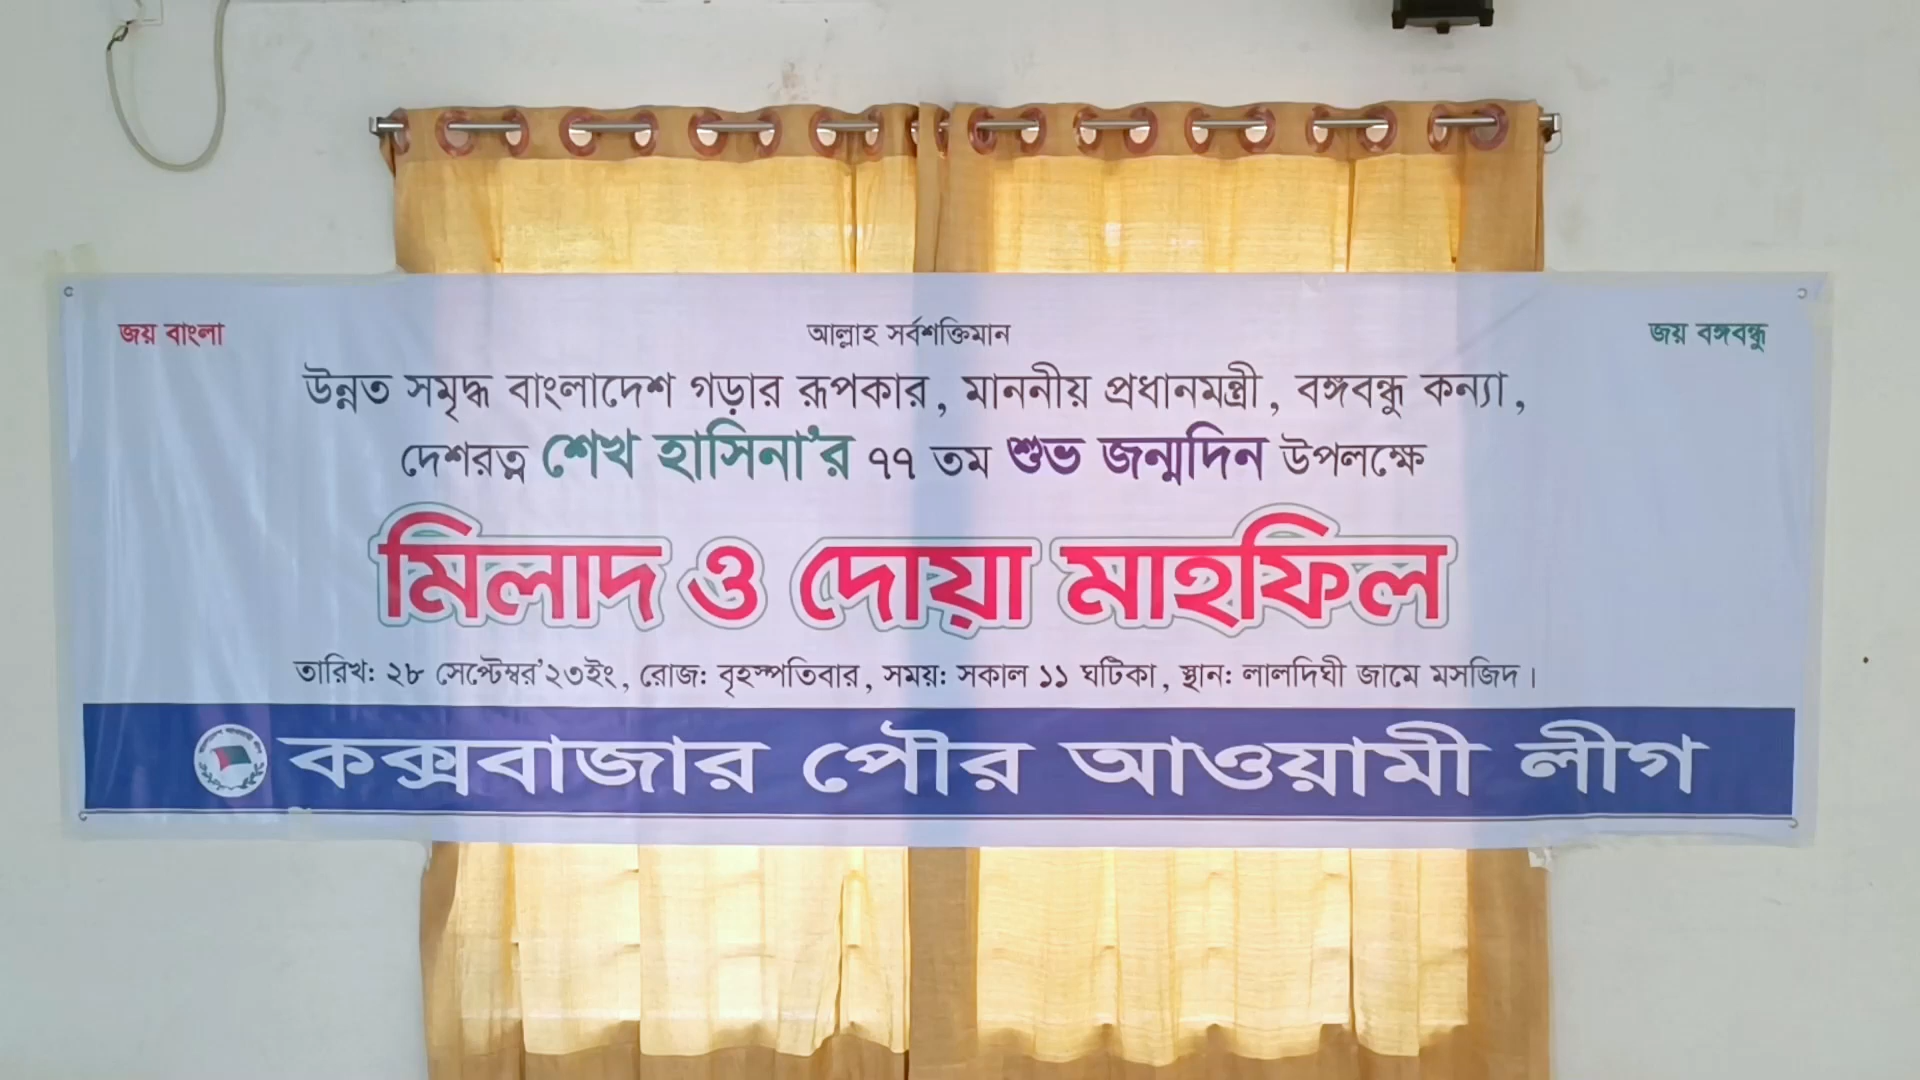 জয় বাংলা
আল্লাহ সর্বশক্তিমান
জয় বঙ্গবন্ধু
উন্নত সমৃদ্ধ বাংলাদেশ গড়ার রূপকার, মাননীয় প্রধানমন্ত্রী, বঙ্গবন্ধু কন্যা,
দেশরত্ন শেখ হাসিনা'র ৭৭ তম শুভ জন্মদিন উপলক্ষে
মিলাদ ও দোয়া মাহফিল
তারিখ: ২৮ সেপ্টেম্বর'২৩ইং, রোজ: বৃহস্পতিবার, সময়: সকাল ১১ ঘটিকা, স্থান: লালদিঘী জামে মসজিদ।
কক্সবাজার পৌর আওয়ামী লীগ